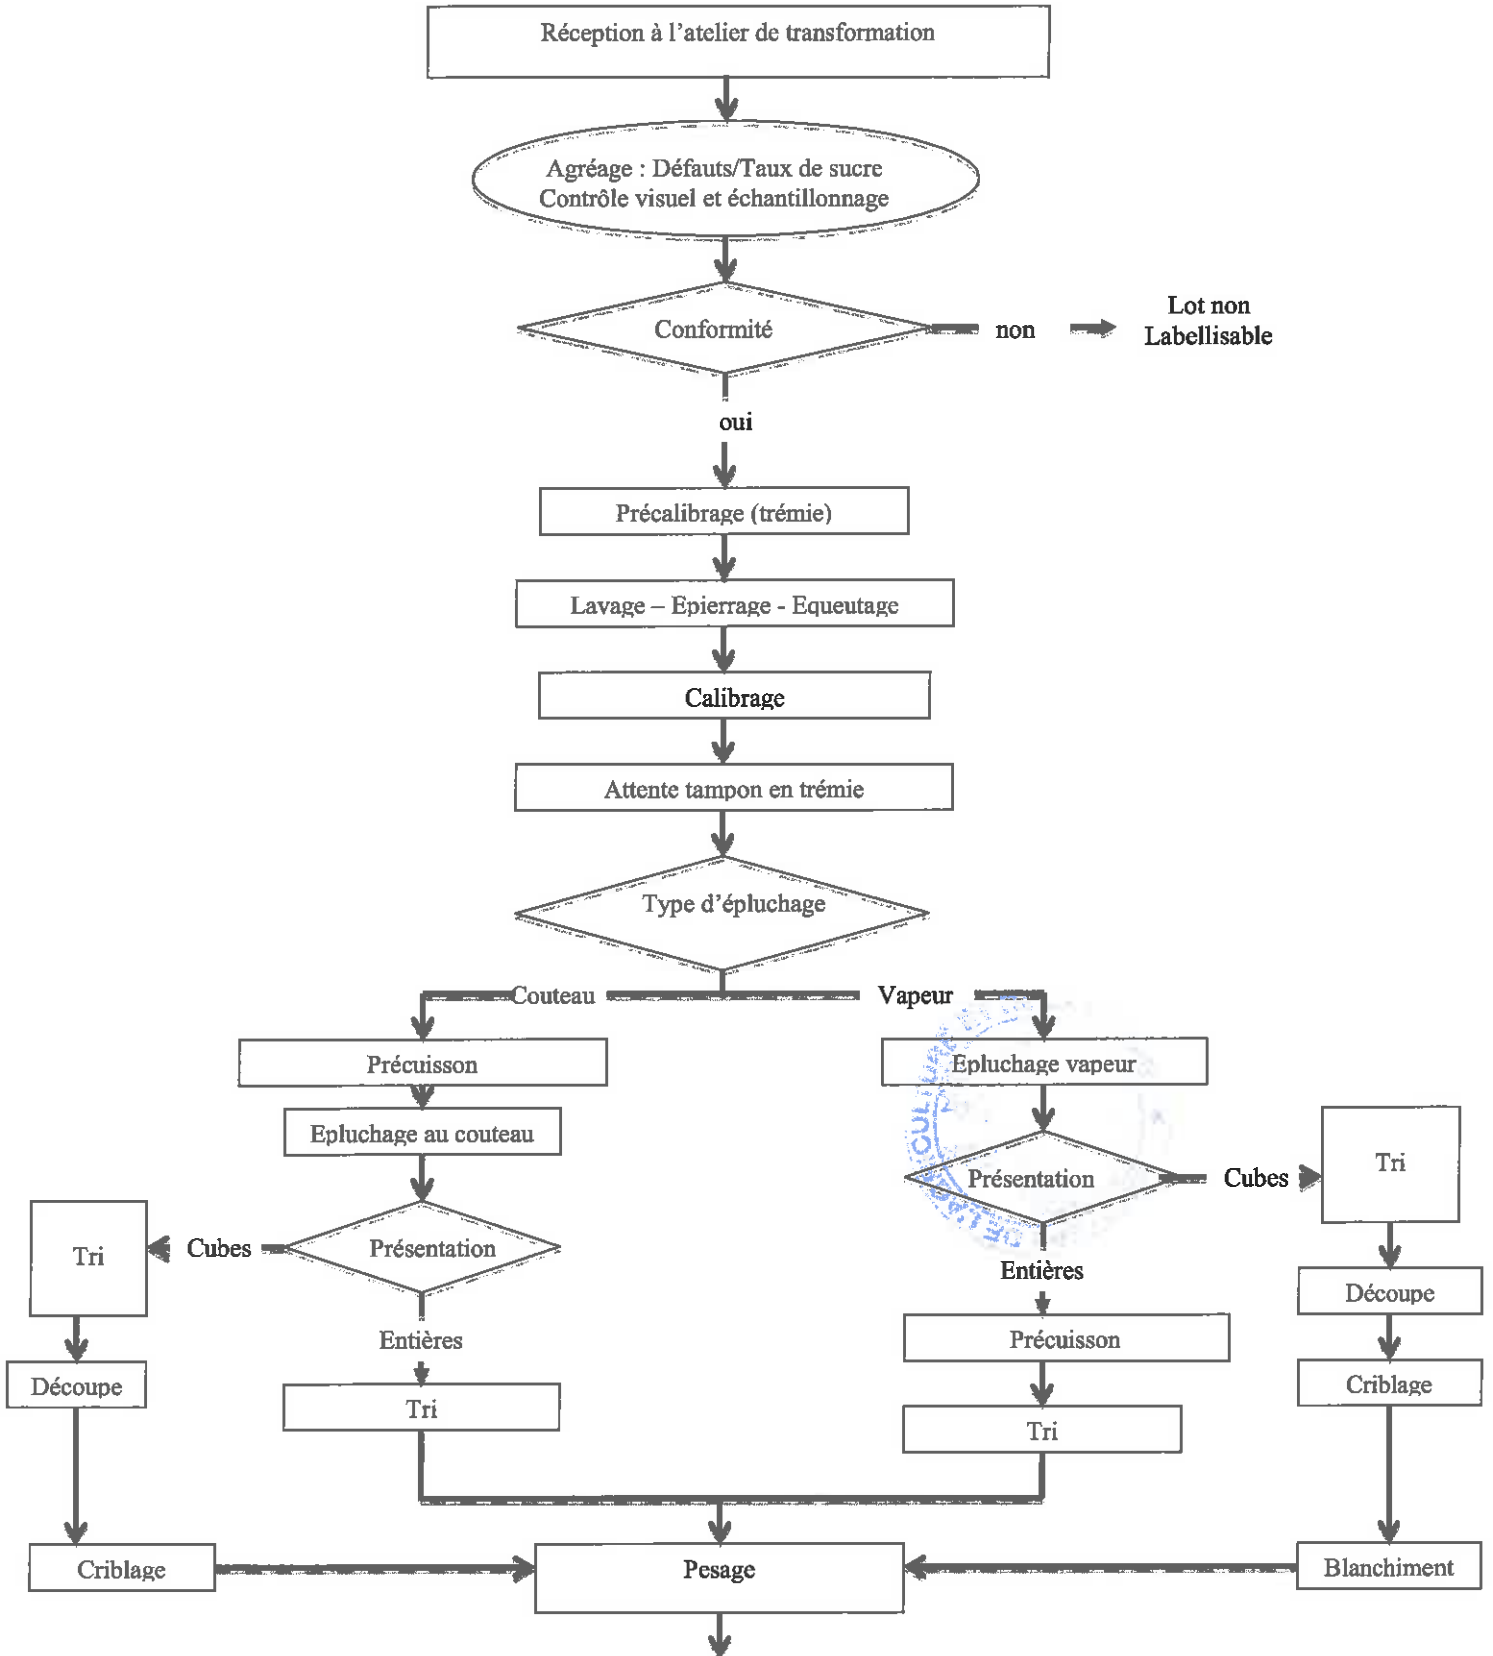 Réception à l'atelier de transformation
Agréage : Défauts/Taux de sucre
Contrôle visuel et échantillonnage
Conformité
non
Lot non
Labellisable
oui
Précalibrage (trémie)
Lavage – Epierrage - Equeutage
Calibrage
Attente tampon en trémie
Type d'épluchage
Couteau
Vapeur
Précuisson
Epluchage vapeur
Epluchage au couteau
Présentation
Cubes
Tri
Tri
Cubes
Présentation
Entières
Découpe
Entières
Précuisson
Découpe
Criblage
Tri
Tri
Criblage
Pesage
Blanchiment